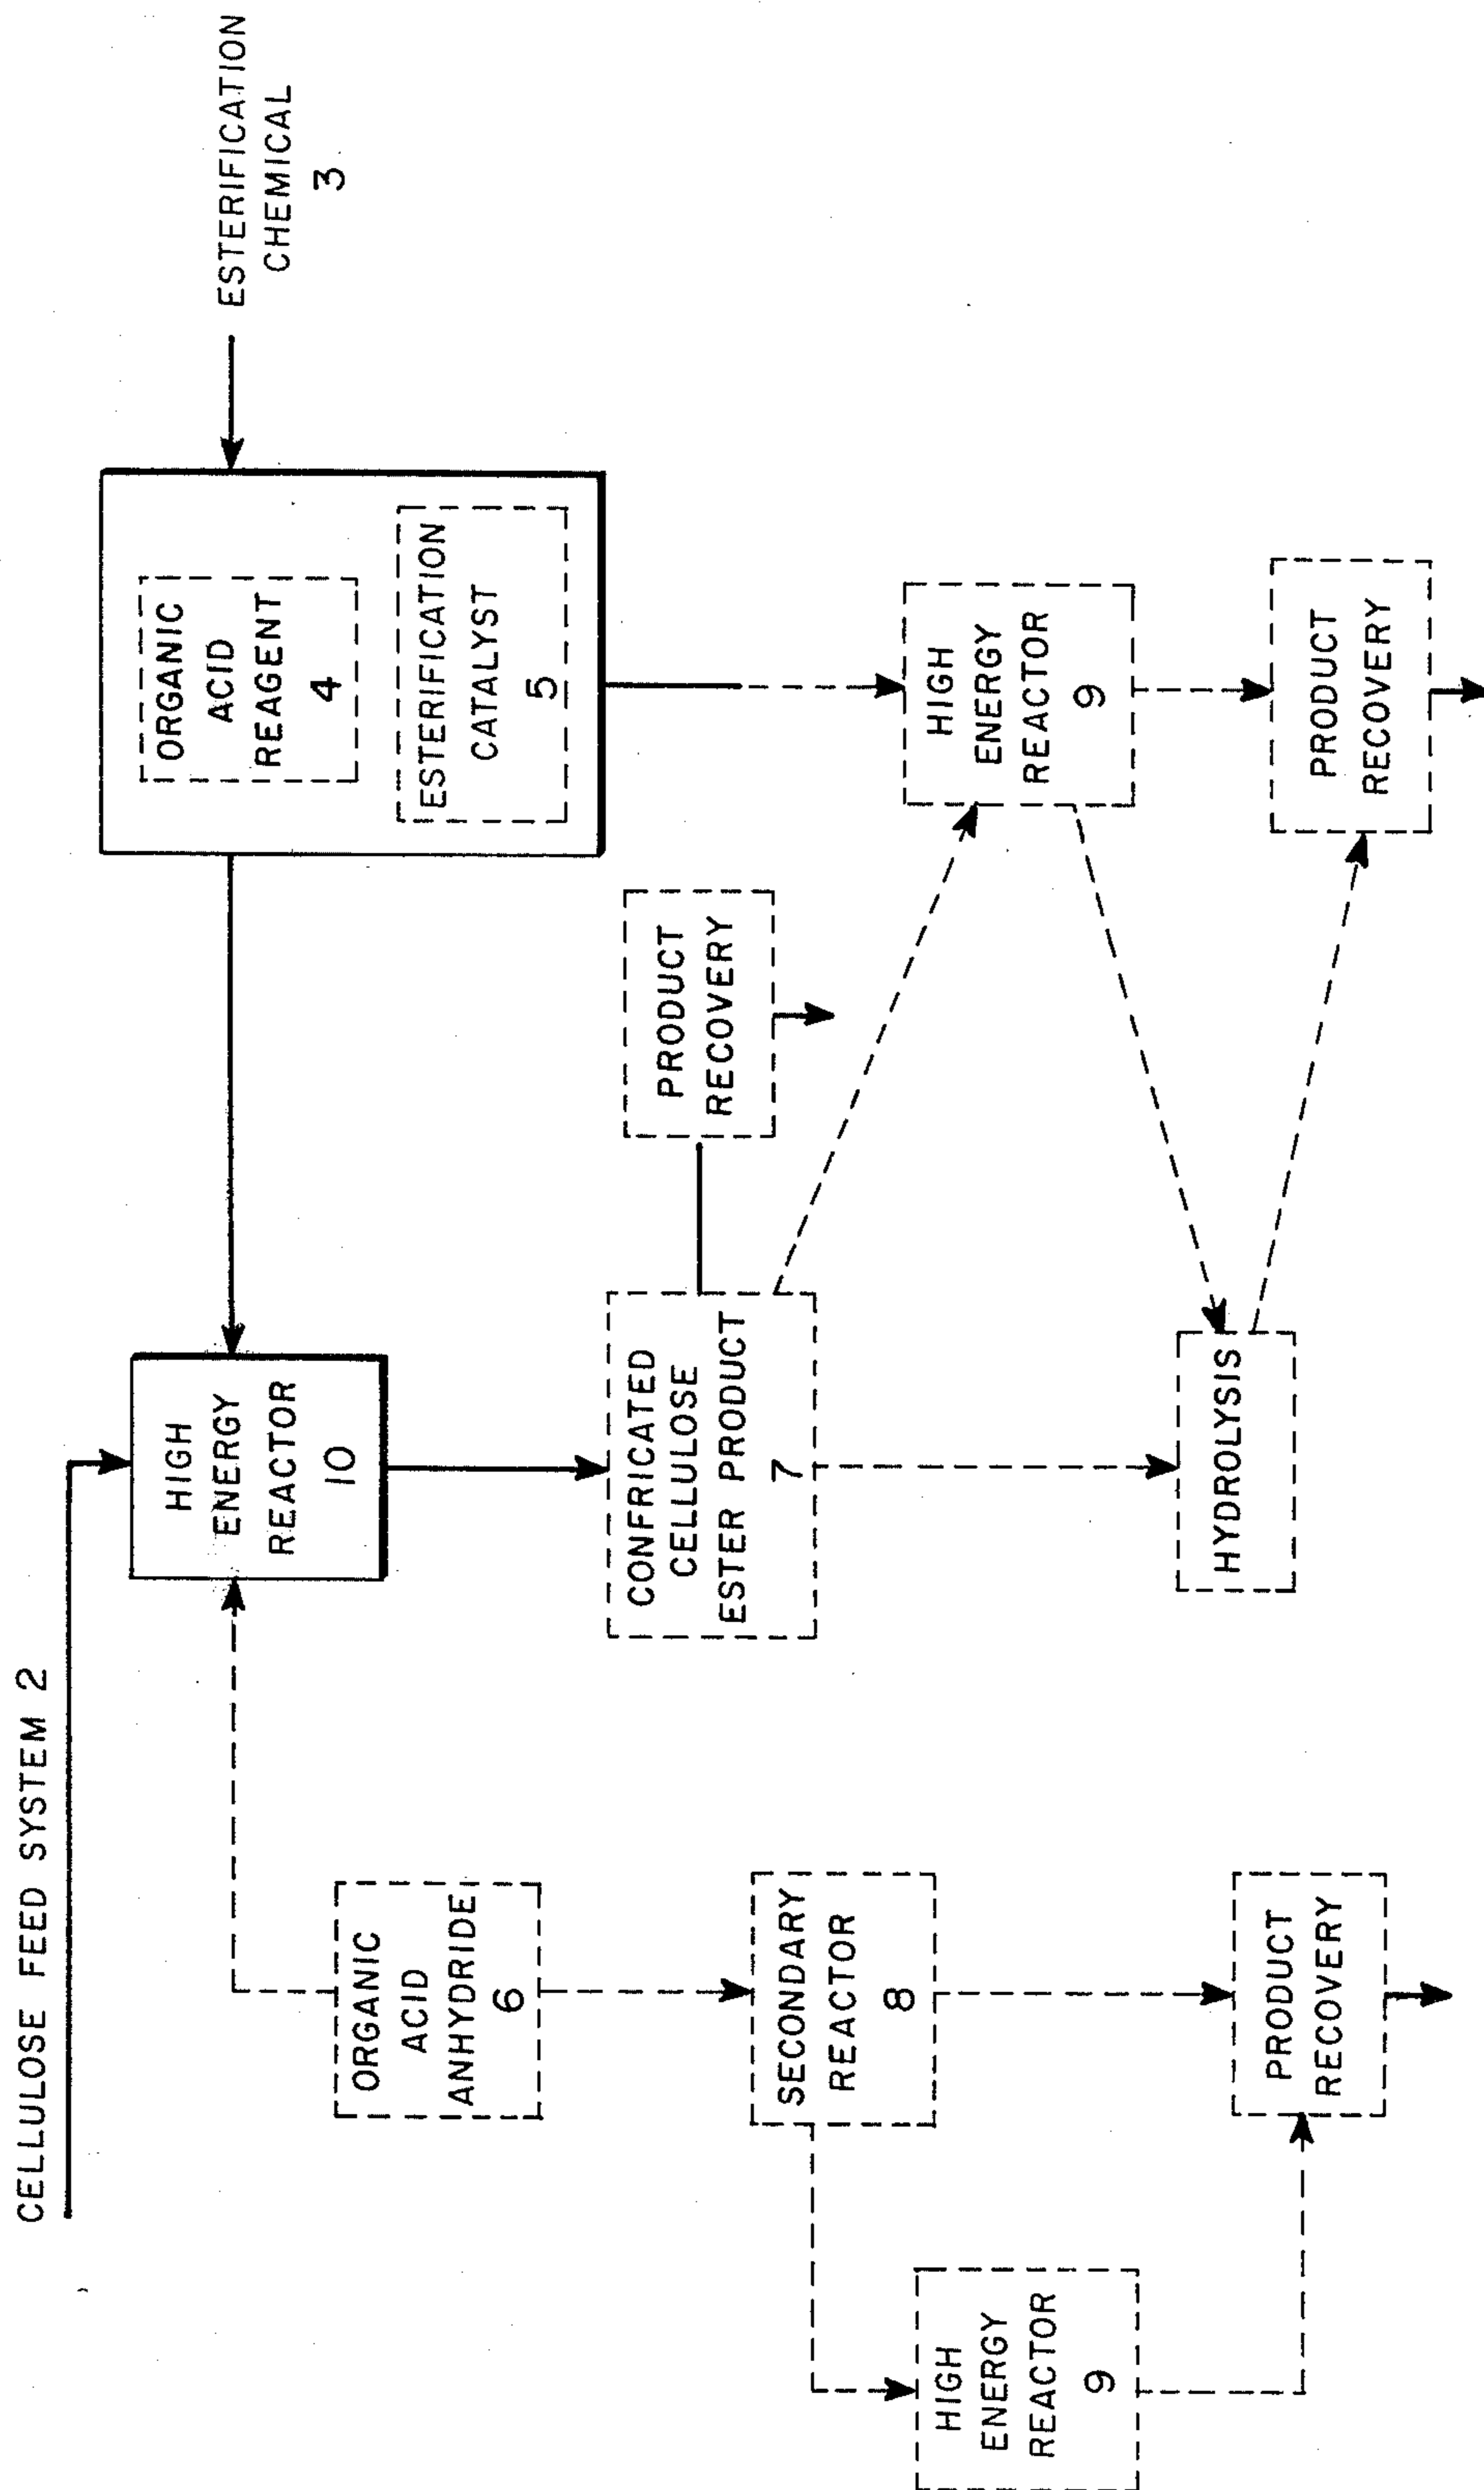 CELLULOSE FEED SYSTEM 2
HIGH
ENERGY
REACTOR
10
ORGANIC
ACID
REAGENT
4
ESTERIFICATION
CATALYST
5
ESTERIFICATION
CHEMICAL
3
ORGANIC
ACID
ANHYDRIDE
6
CONFRICATED
CELLULOSE
ESTER PRODUCT
7
PRODUCT
RECOVERY
SECONDARY
REACTOR
8
HIGH
ENERGY
REACTOR
9
HIGH
ENERGY
REACTOR
9
HYDROLYSIS
PRODUCT
RECOVERY
PRODUCT
RECOVERY